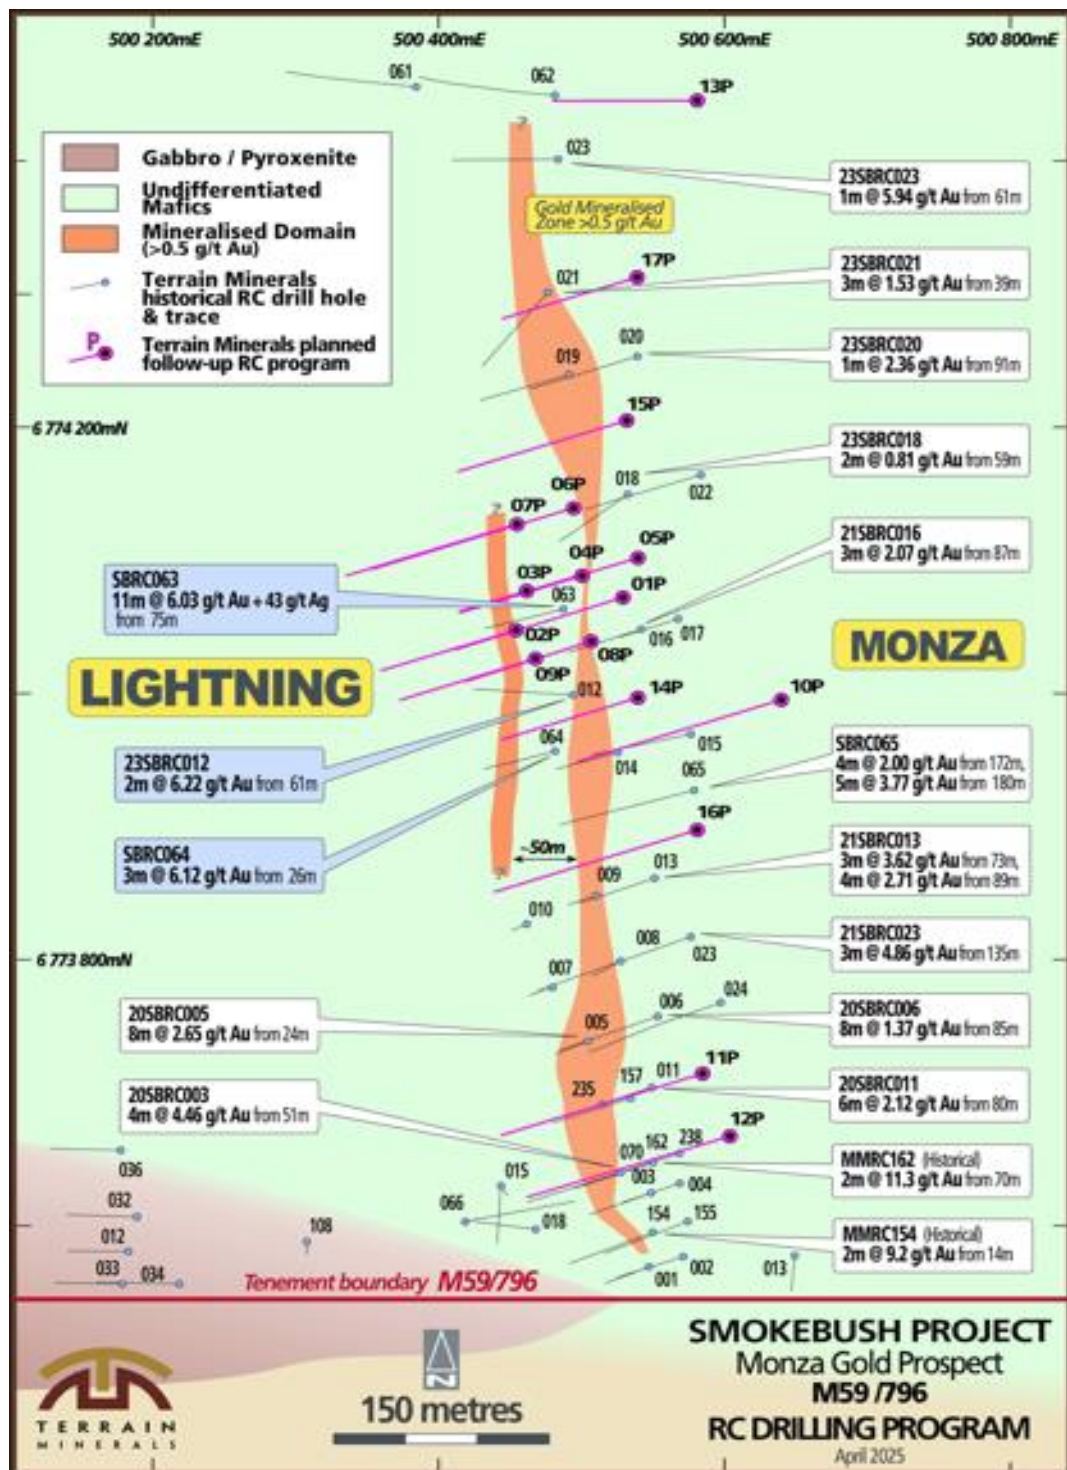 500 200mE
500 400mE
500 600mE
500 800mE
061
062
13P
?
023
Gabbro / Pyroxenite
Undifferentiated
Mafics
Mineralised Domain
(>0.5 g/t Au)
Terrain Minerals
historical RC drill hole
& trace
P
Terrain Minerals planned
follow-up RC program
23SBRC023
1m @ 5.94 g/t Au from 61m
Gold Mineralised
Zone >0.5 g/t Au
17P
021
23SBRC021
3m @ 1.53 g/t Au from 39m
020
019
23SBRC020
1m @ 2.36 g/t Au from 91m
15P
6 774 200mN
23SBRC018
2m @ 0.81 g/t Au from 59m
018
022
06P
07P
?
05P
04P
03P
01P
063
21SBRC016
3m @ 2.07 g/t Au from 87m
SBRC063
11m @ 6.03 g/t Au + 43 g/t Ag
from 75m
016
017
02P
08P
09P
MONZA
LIGHTNING
012
14P
10P
064
015
014
065
23SBRC012
2m @ 6.22 g/t Au from 61m
SBRC065
4m @ 2.00 g/t Au from 172m,
5m @ 3.77 g/t Au from 180m
16P
SBRC064
3m @ 6.12 g/t Au from 26m
~50m
?
009
013
21SBRC013
3m @ 3.62 g/t Au from 73m,
4m @ 2.71 g/t Au from 89m
010
008
023
007
21SBRC023
3m @ 4.86 g/t Au from 135m
6 773 800mN
024
006
005
20SBRC005
8m @ 2.65 g/t Au from 24m
20SBRC006
8m @ 1.37 g/t Au from 85m
11P
157
011
235
20SBRC003
4m @ 4.46 g/t Au from 51m
20SBRC011
6m @ 2.12 g/t Au from 80m
12P
070
162
238
003
004
MMRC162 (Historical)
2m @ 11.3 g/t Au from 70m
036
015
032
066
018
154
155
012
108
MMRC154 (Historical)
2m @ 9.2 g/t Au from 14m
033
034
001
002
013
Tenement boundary M59/796
TERRAIN
MINERALS
N
150 metres
SMOKEBUSH PROJECT
Monza Gold Prospect
M59 /796
RC DRILLING PROGRAM
April 2025